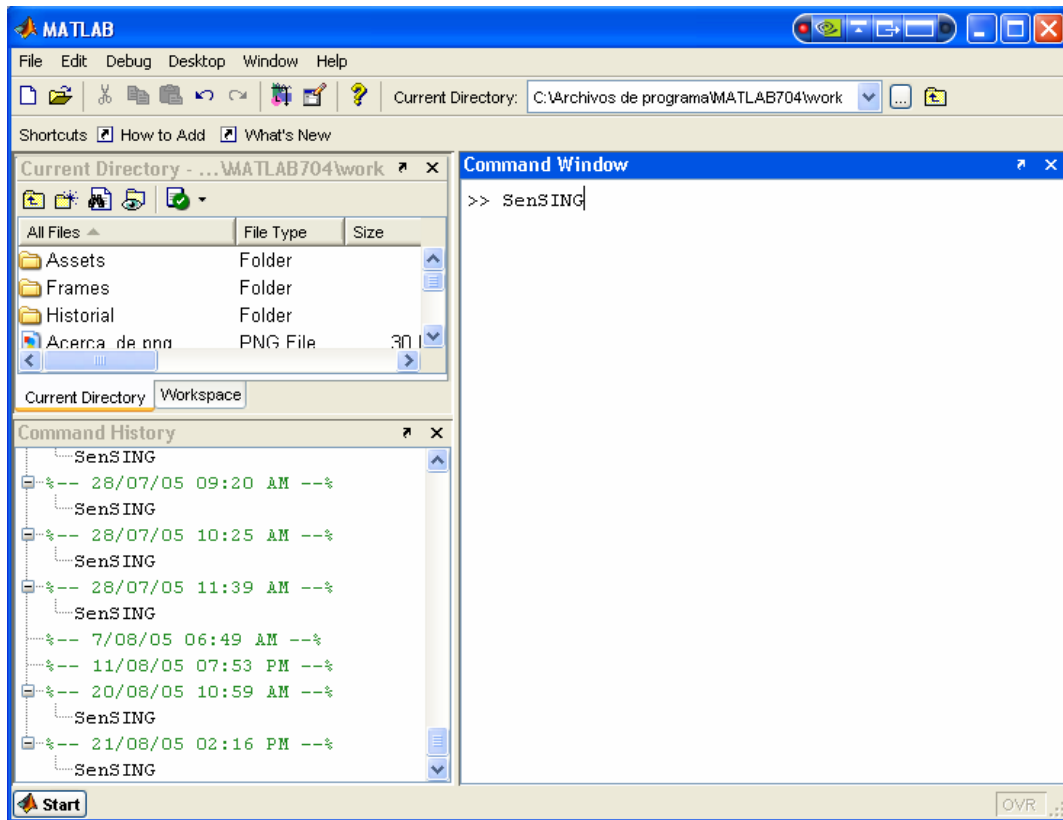 MATLAB
File Edit Debug Desktop Window Help
Current Directory: C:\Archivos de programa\MATLAB704\work ...
Shortcuts How to Add What's New
Current Directory - ...\MATLAB704\work
All Files File Type Size
Assets Folder
Frames Folder
Historial Folder
Acerca_de.png PNG File 30
Current Directory Workspace
Command History
SenSING
%-- 28/07/05 09:20 AM --%
SenSING
%-- 28/07/05 10:25 AM --%
SenSING
%-- 28/07/05 11:39 AM --%
SenSING
%-- 7/08/05 06:49 AM --%
%-- 11/08/05 07:53 PM --%
%-- 20/08/05 10:59 AM --%
SenSING
%-- 21/08/05 02:16 PM --%
SenSING
Command Window
>> SenSING
Start
OVR